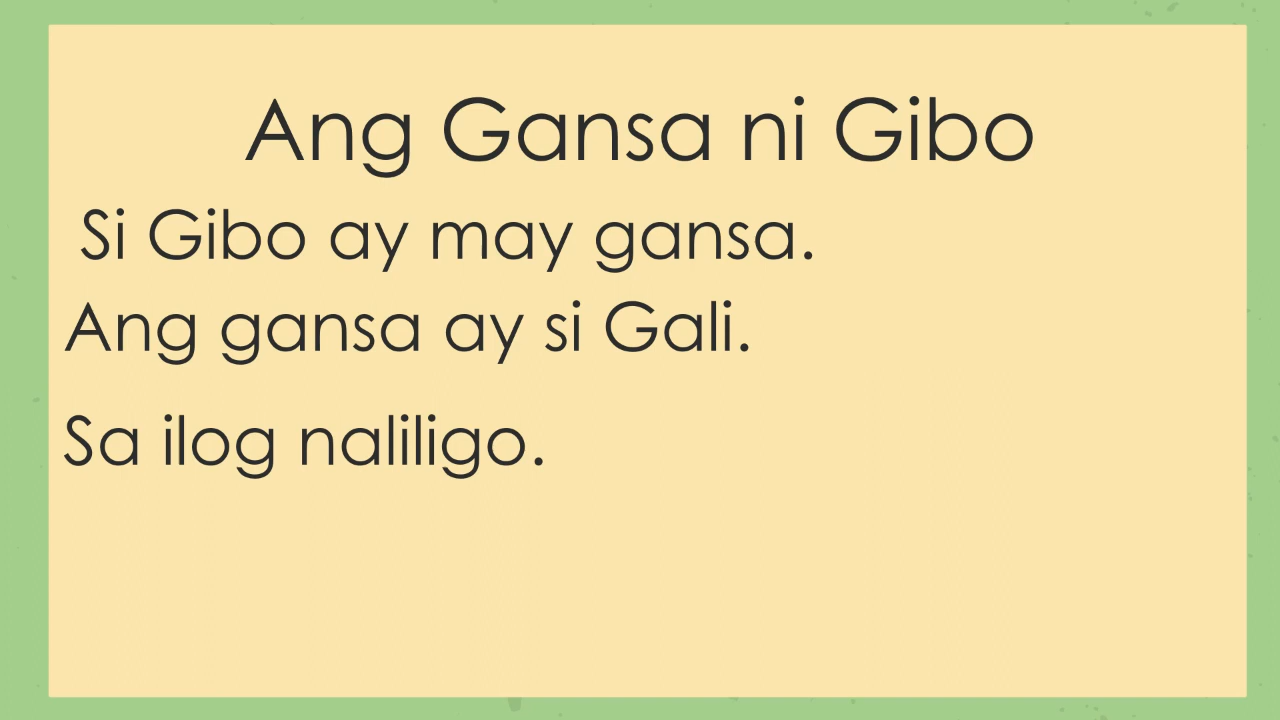 Ang Gansa ni Gibo
Si Gibo ay may gansa.
Ang gansa ay si Gali.
Sa ilog naliligo.